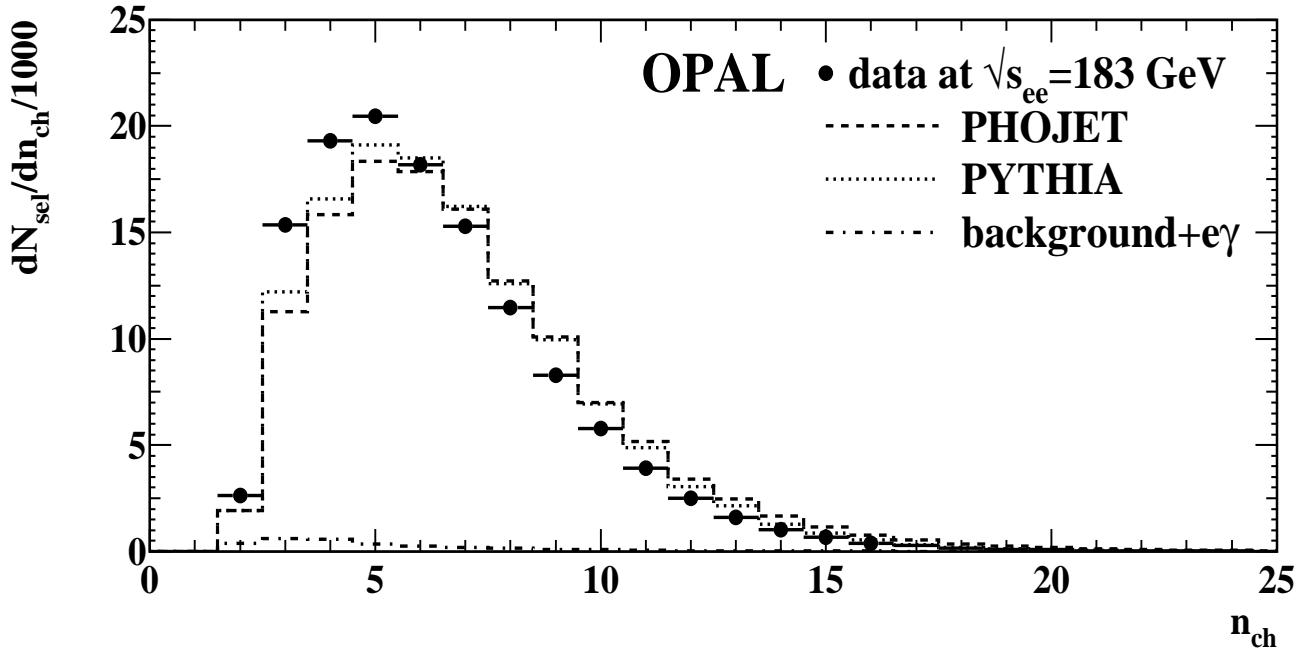 dN_sel/dn_ch/1000
25
20
15
10
5
0
OPAL
data at √s_ee=183 GeV
PHOJET
PYTHIA
background+eγ
0 5 10 15 20 25
n_ch